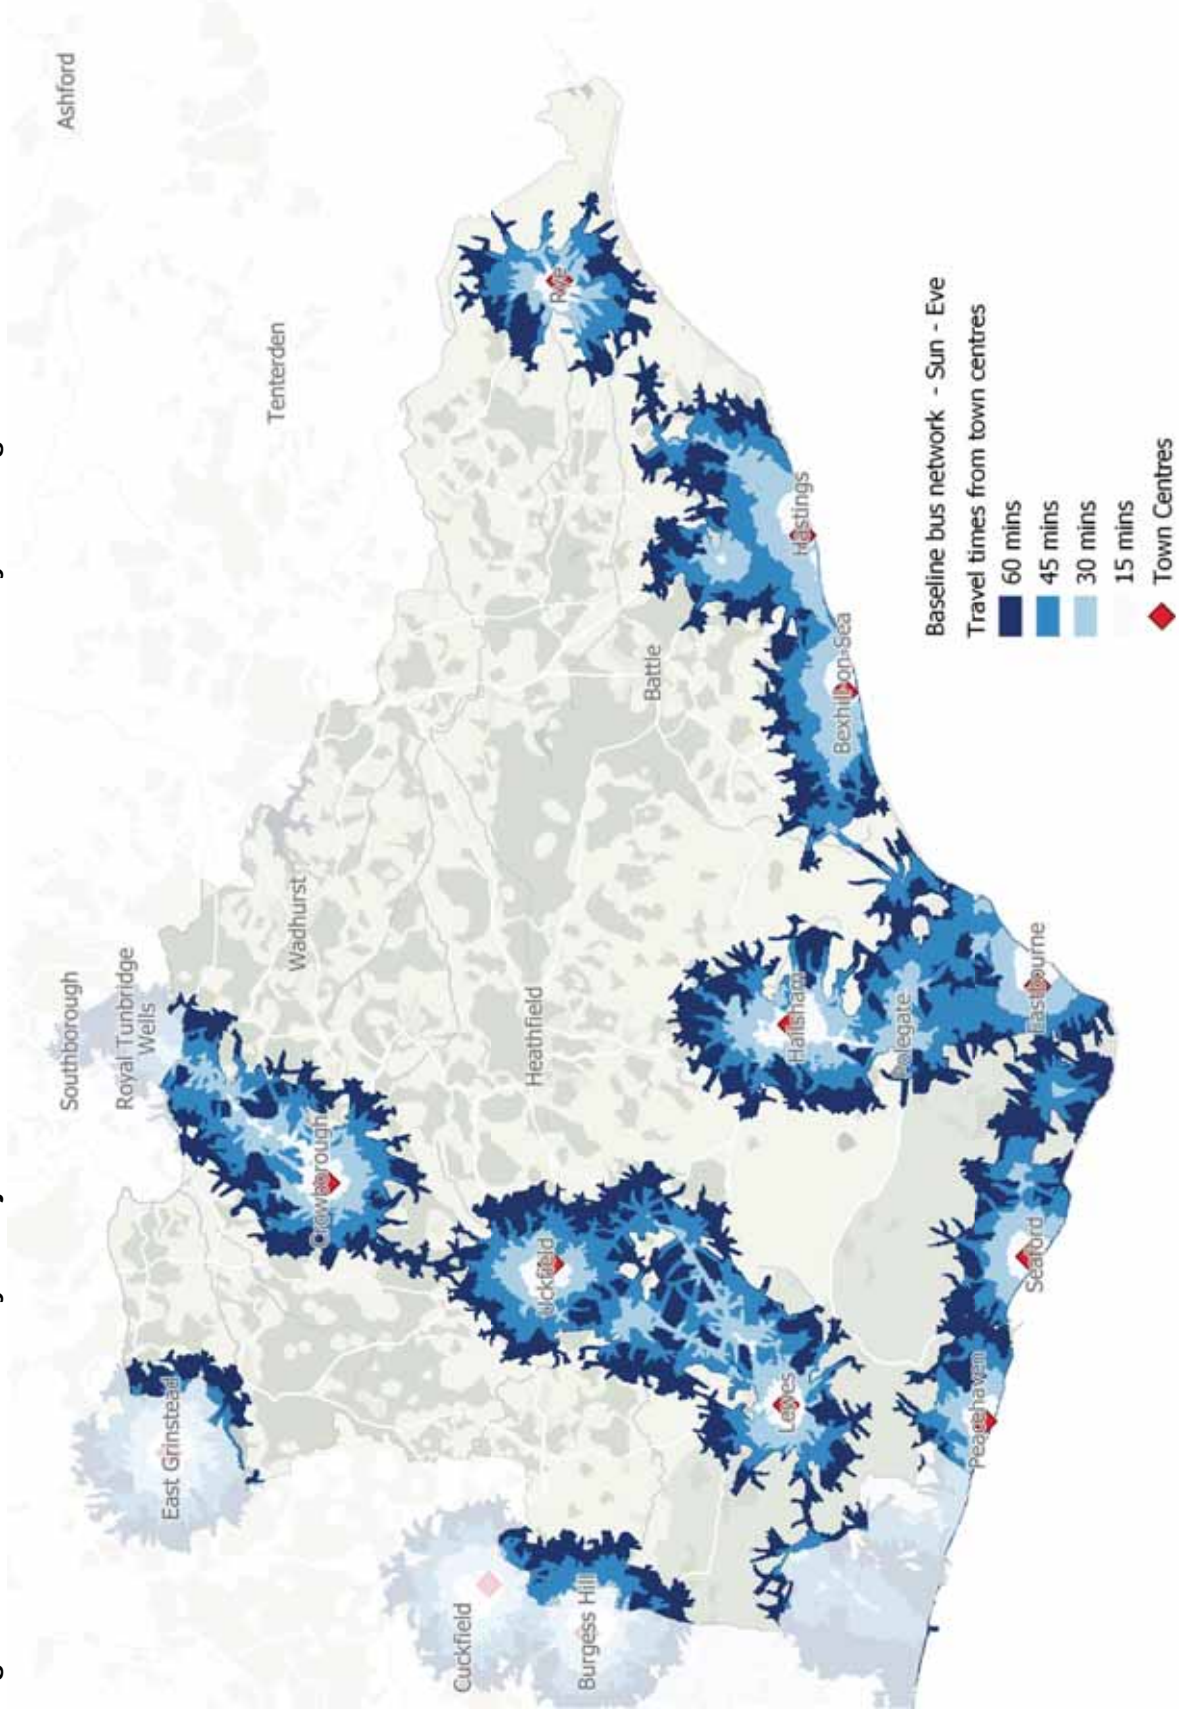 Ashford
Tenterden
Southborough
Royal Tunbridge
Wells
Wadhurst
East Grinstead
Crowborough
Cuckfield
Burgess Hill
Uckfield
Heathfield
Battle
Rye
Lewes
Hailsham
Polegate
Hastings
Bexhill-on-Sea
Peacehaven
Seaford
Eastbourne
Baseline bus network - Sun - Eve
Travel times from town centres
60 mins
45 mins
30 mins
15 mins
Town Centres